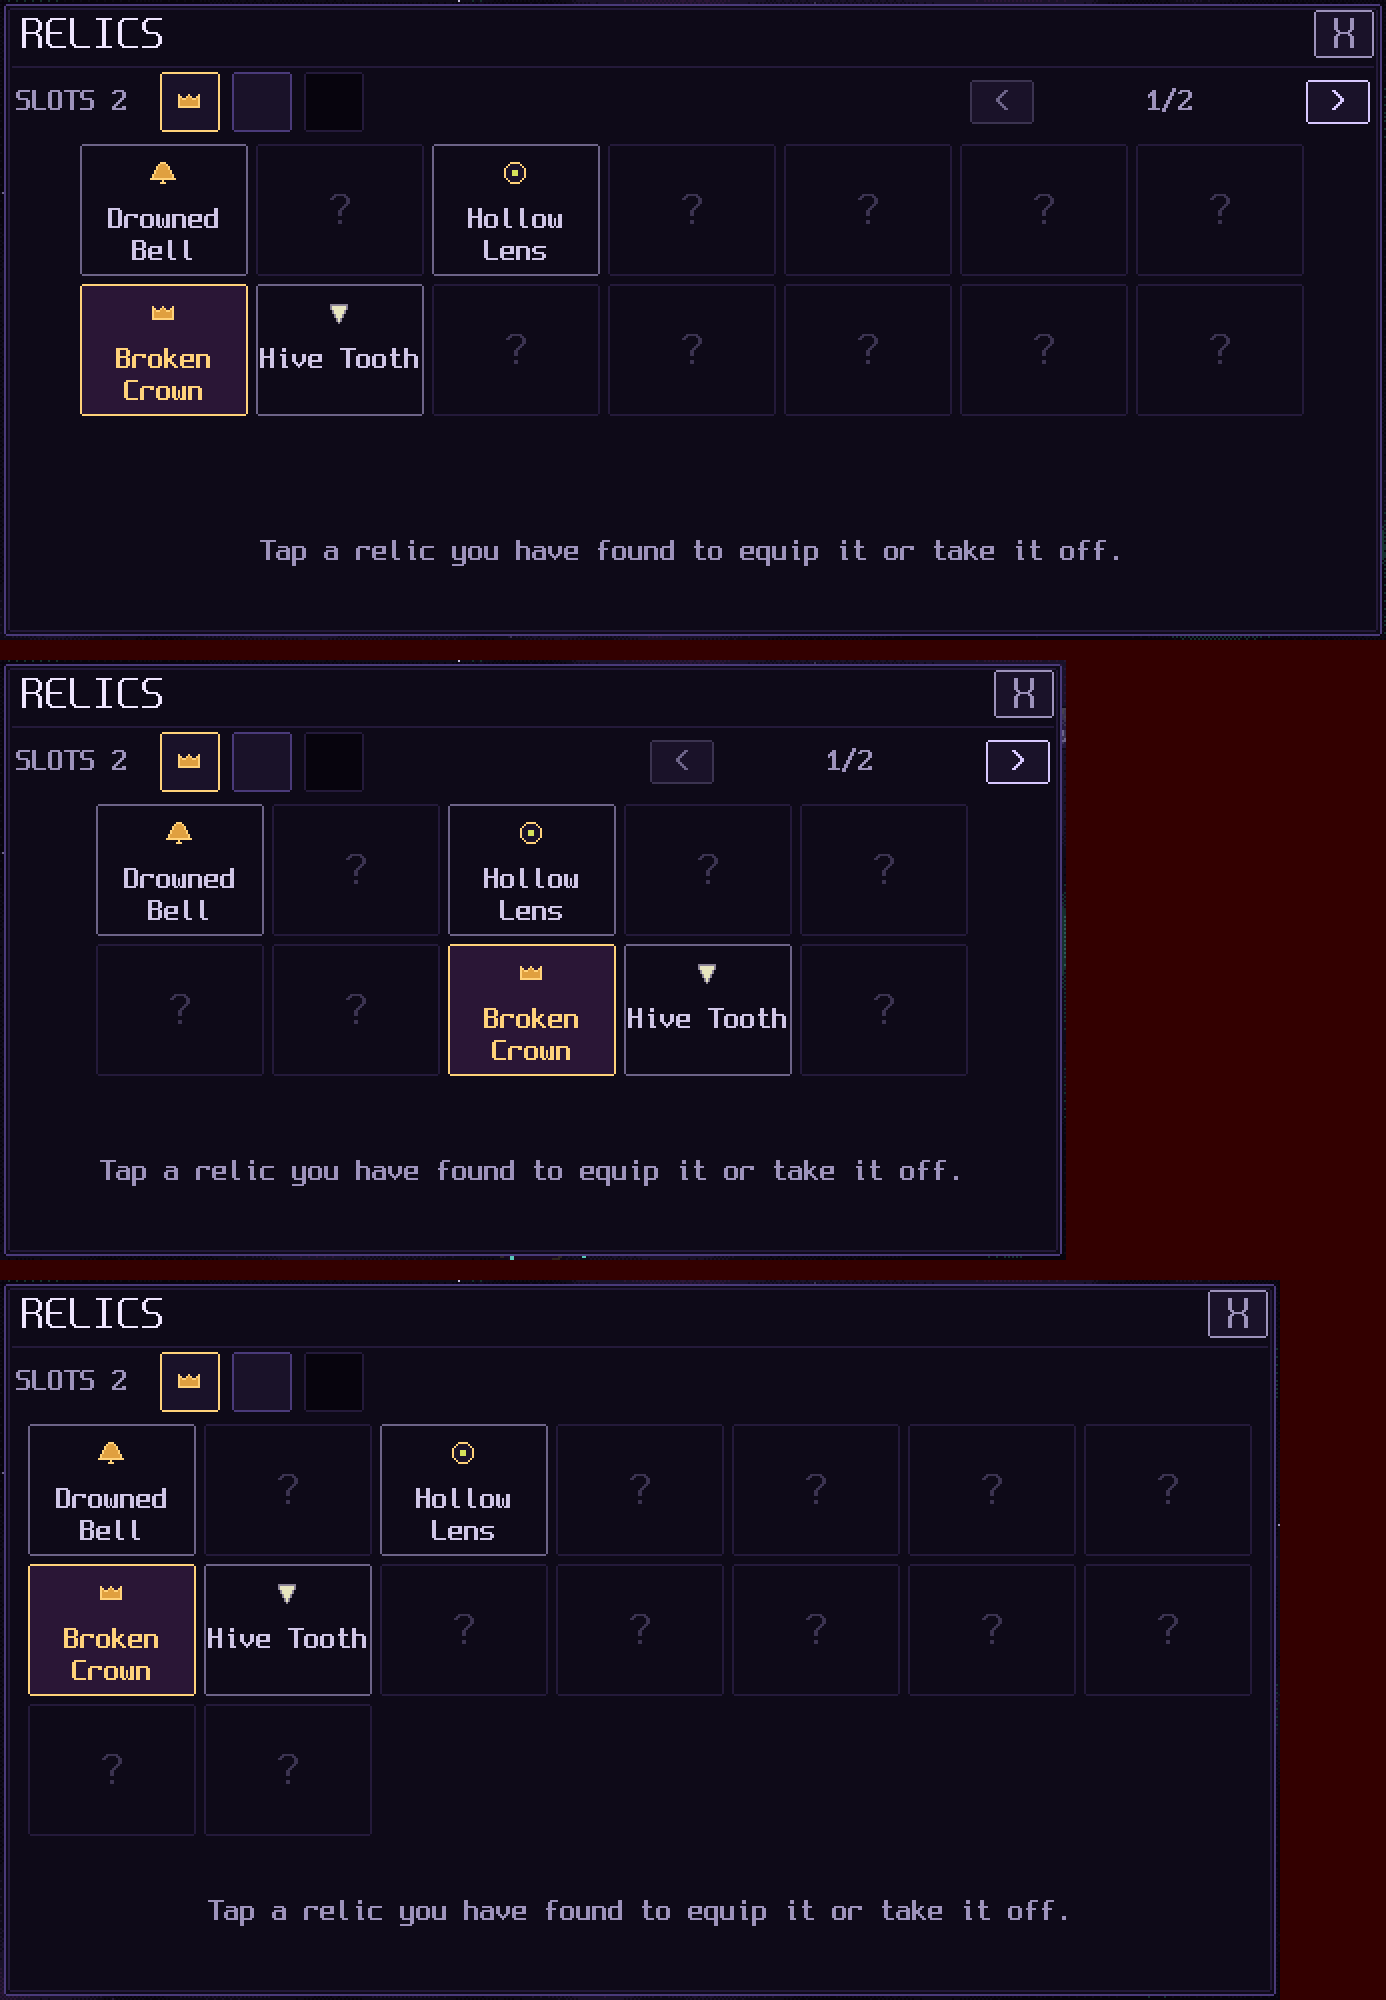 RELICS X
SLOTS 2 < 1/2 >
Drowned Bell ? Hollow Lens ? ? ? ?
Broken Crown Hive Tooth ? ? ? ? ?
Tap a relic you have found to equip it or take it off.
RELICS X
SLOTS 2 < 1/2 >
Drowned Bell ? Hollow Lens ? ?
? ? Broken Crown Hive Tooth ?
Tap a relic you have found to equip it or take it off.
RELICS X
SLOTS 2
Drowned Bell ? Hollow Lens ? ? ? ?
Broken Crown Hive Tooth ? ? ? ? ?
? ?
Tap a relic you have found to equip it or take it off.